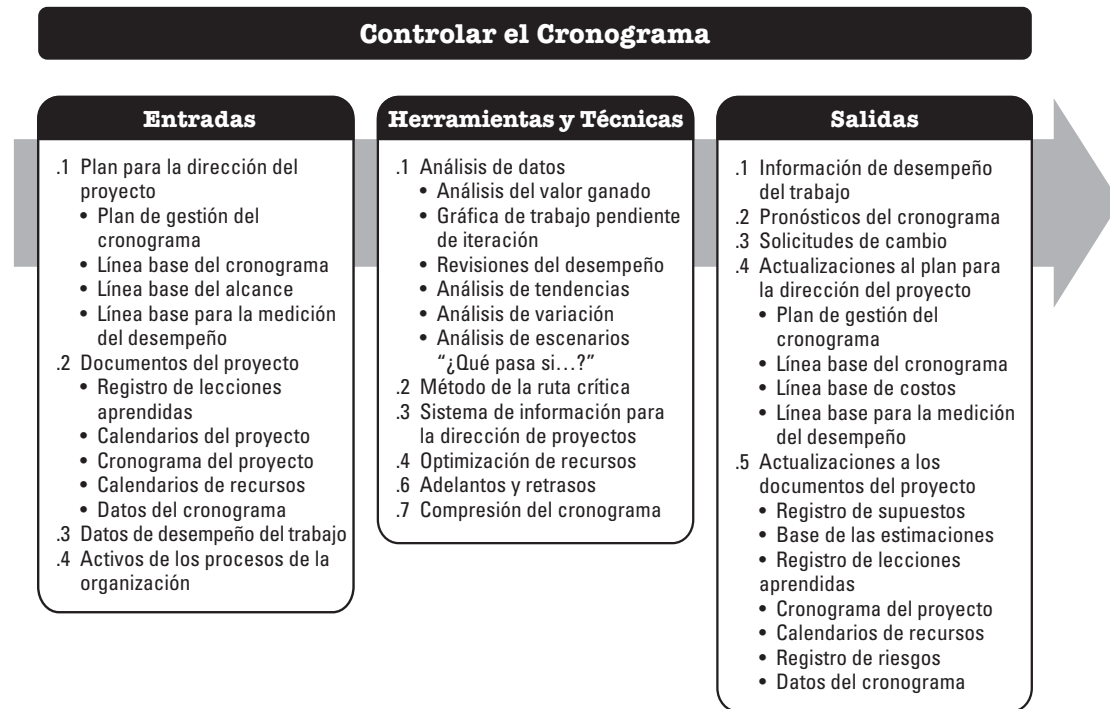 Controlar el Cronograma
Entradas
.1 Plan para la dirección del
proyecto
• Plan de gestión del
cronograma
• Línea base del cronograma
• Línea base del alcance
• Línea base para la medición
del desempeño
.2 Documentos del proyecto
• Registro de lecciones
aprendidas
• Calendarios del proyecto
• Cronograma del proyecto
• Calendarios de recursos
• Datos del cronograma
.3 Datos de desempeño del trabajo
.4 Activos de los procesos de la
organización
Herramientas y Técnicas
.1 Análisis de datos
• Análisis del valor ganado
• Gráfica de trabajo pendiente
de iteración
• Revisiones del desempeño
• Análisis de tendencias
• Análisis de variación
• Análisis de escenarios
“¿Qué pasa si…?”
.2 Método de la ruta crítica
.3 Sistema de información para
la dirección de proyectos
.4 Optimización de recursos
.6 Adelantos y retrasos
.7 Compresión del cronograma
Salidas
.1 Información de desempeño
del trabajo
.2 Pronósticos del cronograma
.3 Solicitudes de cambio
.4 Actualizaciones al plan para
la dirección del proyecto
• Plan de gestión del
cronograma
• Línea base del cronograma
• Línea base de costos
• Línea base para la medición
del desempeño
.5 Actualizaciones a los
documentos del proyecto
• Registro de supuestos
• Base de las estimaciones
• Registro de lecciones
aprendidas
• Cronograma del proyecto
• Calendarios de recursos
• Registro de riesgos
• Datos del cronograma